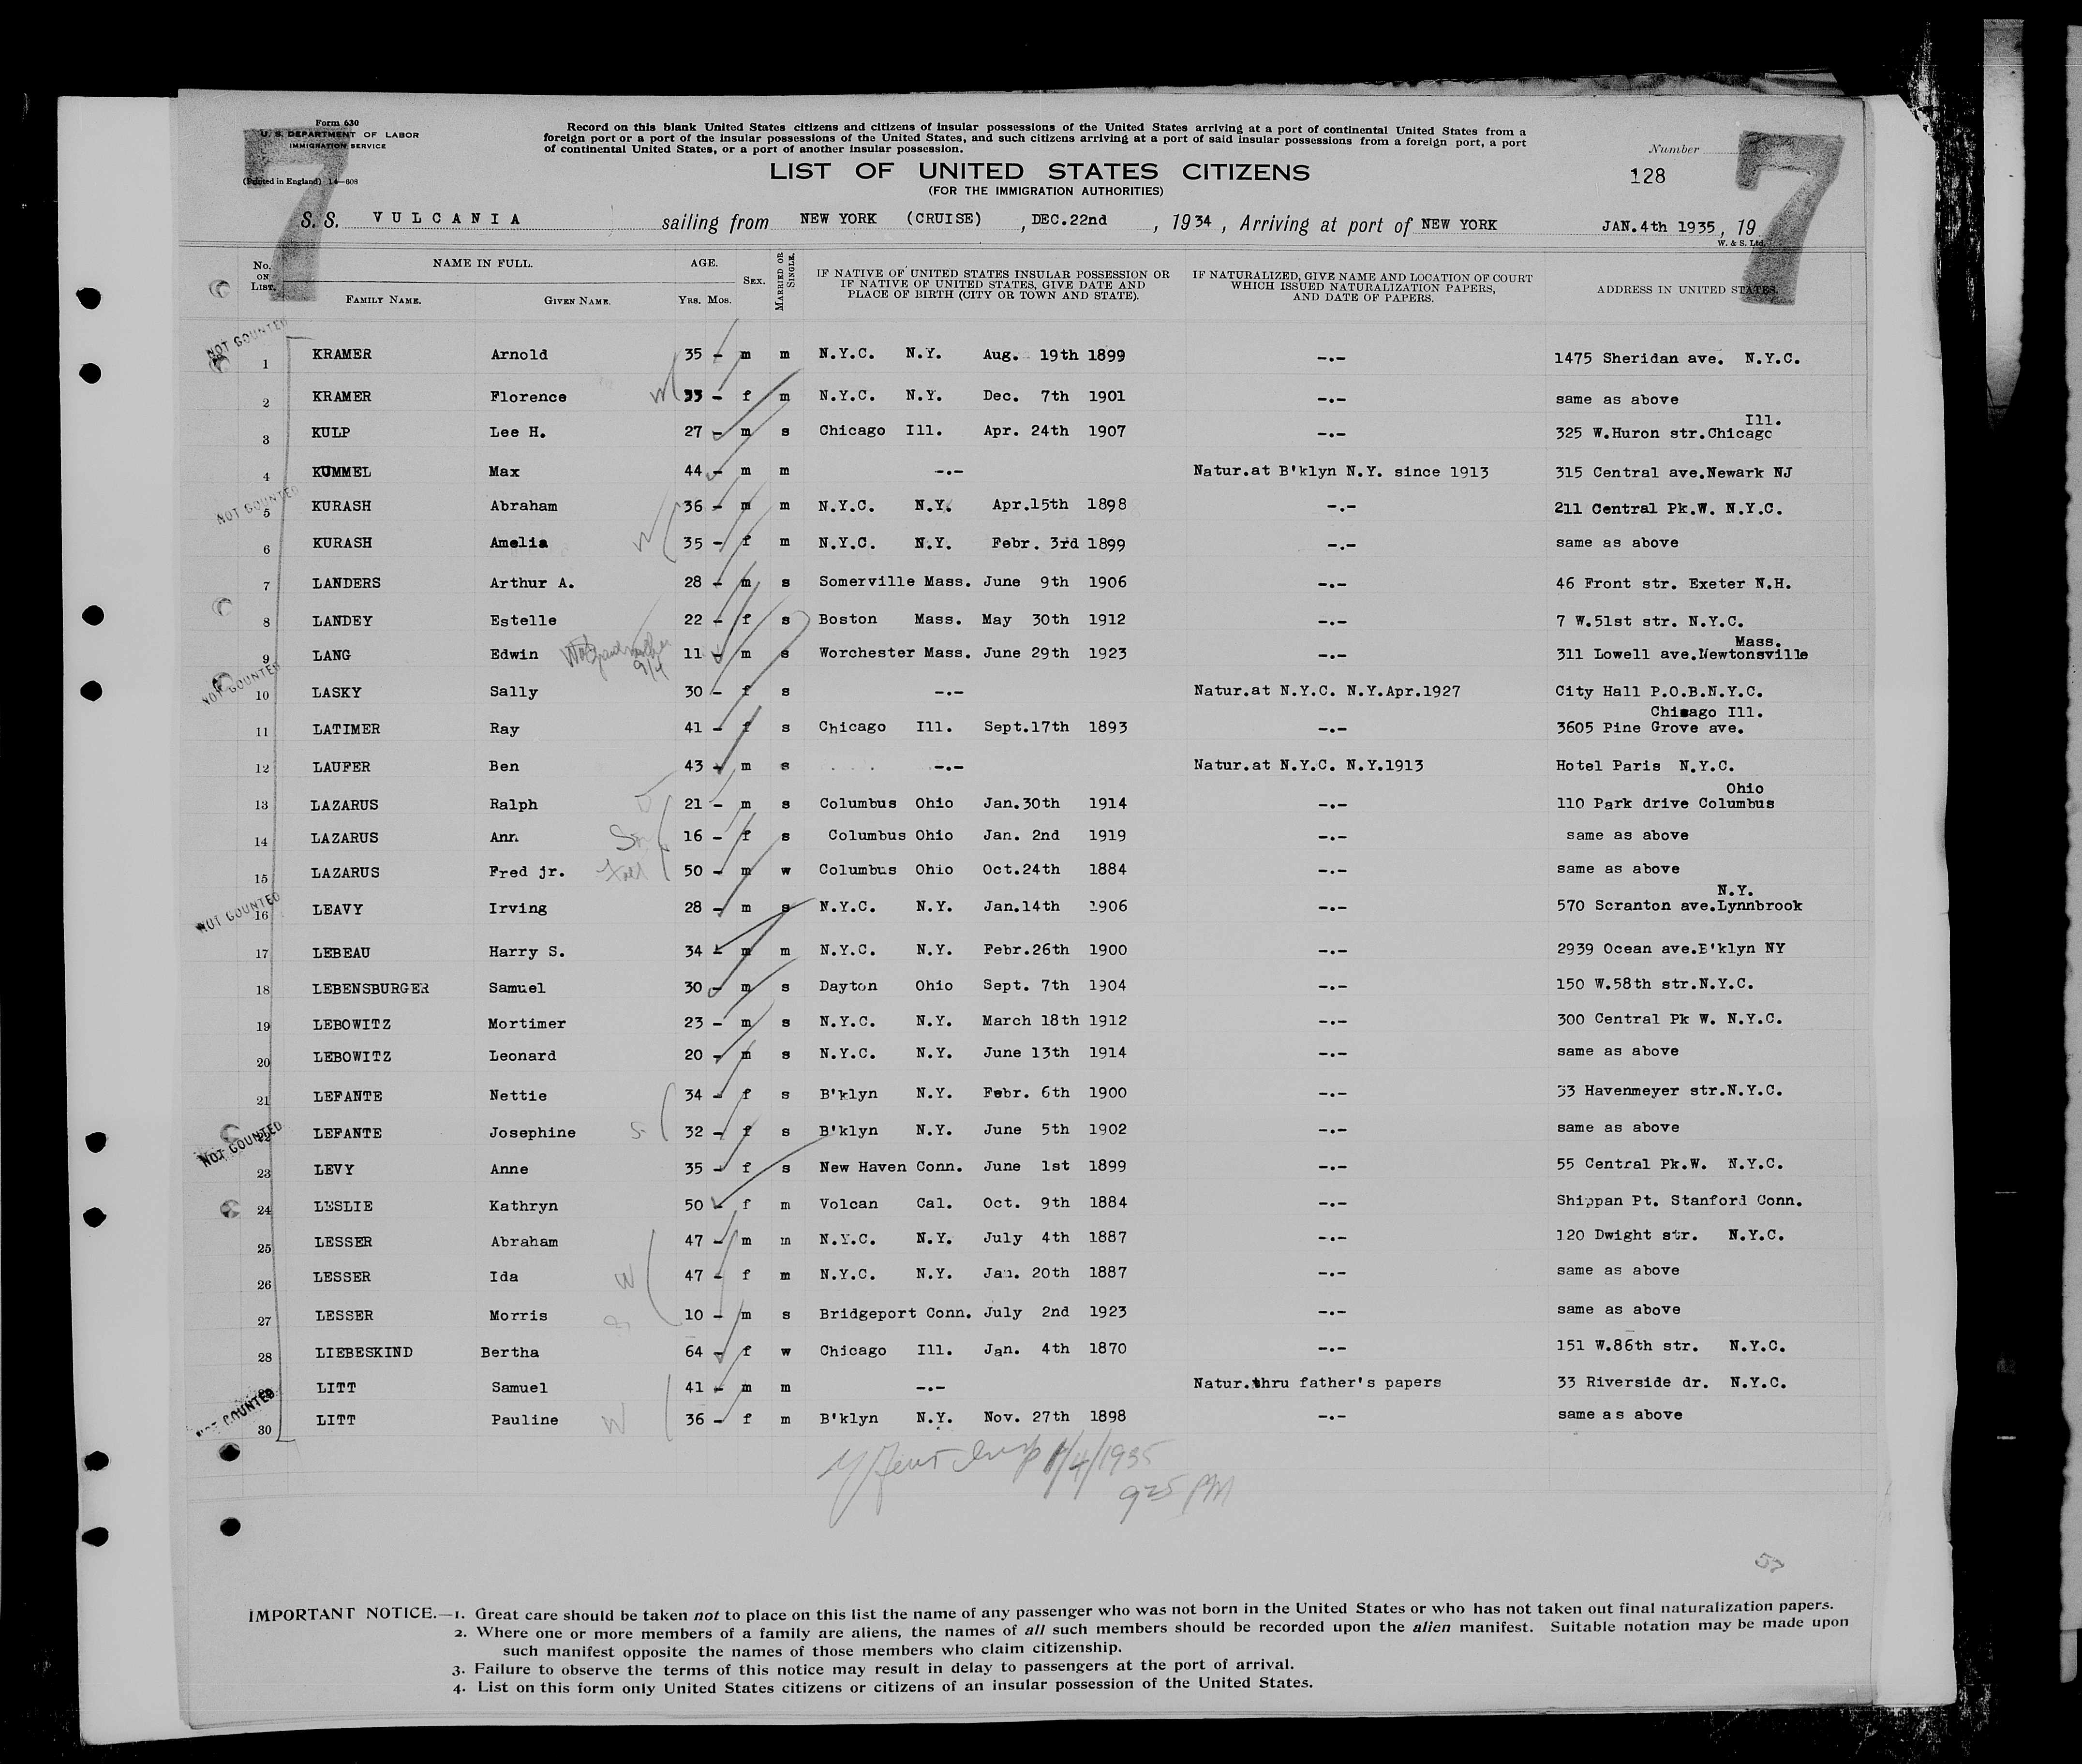 Form 630
U. S. DEPARTMENT OF LABOR
IMMIGRATION SERVICE
(Printed in England) 14—608
7
Record on this blank United States citizens and citizens of insular possessions of the United States arriving at a port of continental United States from a
foreign port or a port of the insular possessions of the United States, and such citizens arriving at a port of said insular possessions from a foreign port, a port
of continental United States, or a port of another insular possession.
LIST OF UNITED STATES CITIZENS
(FOR THE IMMIGRATION AUTHORITIES)
Number
128
7
S. S. VULCANIA sailing from NEW YORK (CRUISE) , DEC.22nd , 1934 , Arriving at port of NEW YORK JAN.4th 1935, 19
W. & S. Ltd.
No. ON LIST. NAME IN FULL. AGE. SEX. MARRIED OR SINGLE. IF NATIVE OF UNITED STATES INSULAR POSSESSION OR IF NATIVE OF UNITED STATES, GIVE DATE AND PLACE OF BIRTH (CITY OR TOWN AND STATE). IF NATURALIZED, GIVE NAME AND LOCATION OF COURT WHICH ISSUED NATURALIZATION PAPERS, AND DATE OF PAPERS. ADDRESS IN UNITED STATES.
FAMILY NAME. GIVEN NAME. YRS. MOS.
NOT COUNTED
1 KRAMER Arnold 35 - m m N.Y.C. N.Y. Aug. 19th 1899 -.- 1475 Sheridan ave. N.Y.C.
2 KRAMER Florence W 33 - f m N.Y.C. N.Y. Dec. 7th 1901 -.- same as above
Ill.
3 KULP Lee H. 27 - m s Chicago Ill. Apr. 24th 1907 -.- 325 W.Huron str.Chicago
4 KUMMEL Max 44 - m m -.- Natur.at B'klyn N.Y. since 1913 315 Central ave.Newark NJ
NOT COUNTED
5 KURASH Abraham 36 - m m N.Y.C. N.Y. Apr.15th 1898 -.- 211 Central Pk.W. N.Y.C.
6 KURASH Amelia W 35 - f m N.Y.C. N.Y. Febr. 3rd 1899 -.- same as above
7 LANDERS Arthur A. 28 - m s Somerville Mass. June 9th 1906 -.- 46 Front str. Exeter N.H.
8 LANDEY Estelle 22 - f s Boston Mass. May 30th 1912 -.- 7 W.51st str. N.Y.C.
Mass.
9 LANG Edwin 9/4 11 - m s Worchester Mass. June 29th 1923 -.- 311 Lowell ave.Newtonsville
NOT COUNTED
10 LASKY Sally 30 - f s -.- Natur.at N.Y.C. N.Y.Apr.1927 City Hall P.O.B.N.Y.C.
Chicago Ill.
11 LATIMER Ray 41 - f s Chicago Ill. Sept.17th 1893 -.- 3605 Pine Grove ave.
12 LAUFER Ben 43 - m s -.- Natur.at N.Y.C. N.Y.1913 Hotel Paris N.Y.C.
Ohio
13 LAZARUS Ralph 21 - m s Columbus Ohio Jan.30th 1914 -.- 110 Park drive Columbus
14 LAZARUS Ann 16 - f s Columbus Ohio Jan. 2nd 1919 -.- same as above
15 LAZARUS Fred jr. 50 - m w Columbus Ohio Oct.24th 1884 -.- same as above
NOT COUNTED
N.Y.
16 LEAVY Irving 28 - m s N.Y.C. N.Y. Jan.14th 1906 -.- 570 Scranton ave.Lynnbrook
17 LEBEAU Harry S. 34 - m m N.Y.C. N.Y. Febr.26th 1900 -.- 2939 Ocean ave.B'klyn NY
18 LEBENSBURGER Samuel 30 - m s Dayton Ohio Sept. 7th 1904 -.- 150 W.58th str.N.Y.C.
19 LEBOWITZ Mortimer 23 - m s N.Y.C. N.Y. March 18th 1912 -.- 300 Central Pk W. N.Y.C.
20 LEBOWITZ Leonard 20 - m s N.Y.C. N.Y. June 13th 1914 -.- same as above
21 LEFANTE Nettie 34 - f s B'klyn N.Y. Febr. 6th 1900 -.- 53 Havenmeyer str.N.Y.C.
NOT COUNTED
LEFANTE Josephine S. 32 - f s B'klyn N.Y. June 5th 1902 -.- same as above
23 LEVY Anne 35 - f s New Haven Conn. June 1st 1899 -.- 55 Central Pk.W. N.Y.C.
24 LESLIE Kathryn 50 - f m Volcan Cal. Oct. 9th 1884 -.- Shippan Pt. Stanford Conn.
25 LESSER Abraham 47 - m m N.Y.C. N.Y. July 4th 1887 -.- 120 Dwight str. N.Y.C.
26 LESSER Ida W 47 - f m N.Y.C. N.Y. Jan. 20th 1887 -.- same as above
27 LESSER Morris S. 10 - m s Bridgeport Conn. July 2nd 1923 -.- same as above
28 LIEBESKIND Bertha 64 - f w Chicago Ill. Jan. 4th 1870 -.- 151 W.86th str. N.Y.C.
LITT Samuel 41 - m m -.- Natur.thru father's papers 33 Riverside dr. N.Y.C.
NOT COUNTED
30 LITT Pauline W 36 - f m B'klyn N.Y. Nov. 27th 1898 -.- same as above
1/4/1935
9 25 PM
57
IMPORTANT NOTICE.—1. Great care should be taken not to place on this list the name of any passenger who was not born in the United States or who has not taken out final naturalization papers.
2. Where one or more members of a family are aliens, the names of all such members should be recorded upon the alien manifest. Suitable notation may be made upon
such manifest opposite the names of those members who claim citizenship.
3. Failure to observe the terms of this notice may result in delay to passengers at the port of arrival.
4. List on this form only United States citizens or citizens of an insular possession of the United States.